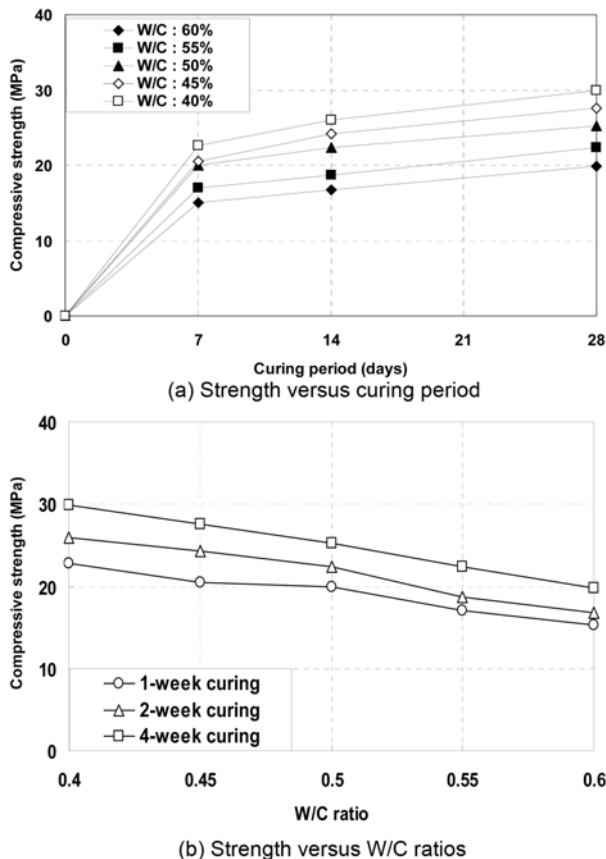 40
30
20
10
0
Compressive strength (MPa)
W/C : 60%
W/C : 55%
W/C : 50%
W/C : 45%
W/C : 40%
0 7 14 21 28
Curing period (days)
(a) Strength versus curing period
40
30
20
10
0
Compressive strength (MPa)
1-week curing
2-week curing
4-week curing
0.4 0.45 0.5 0.55 0.6
W/C ratio
(b) Strength versus W/C ratios